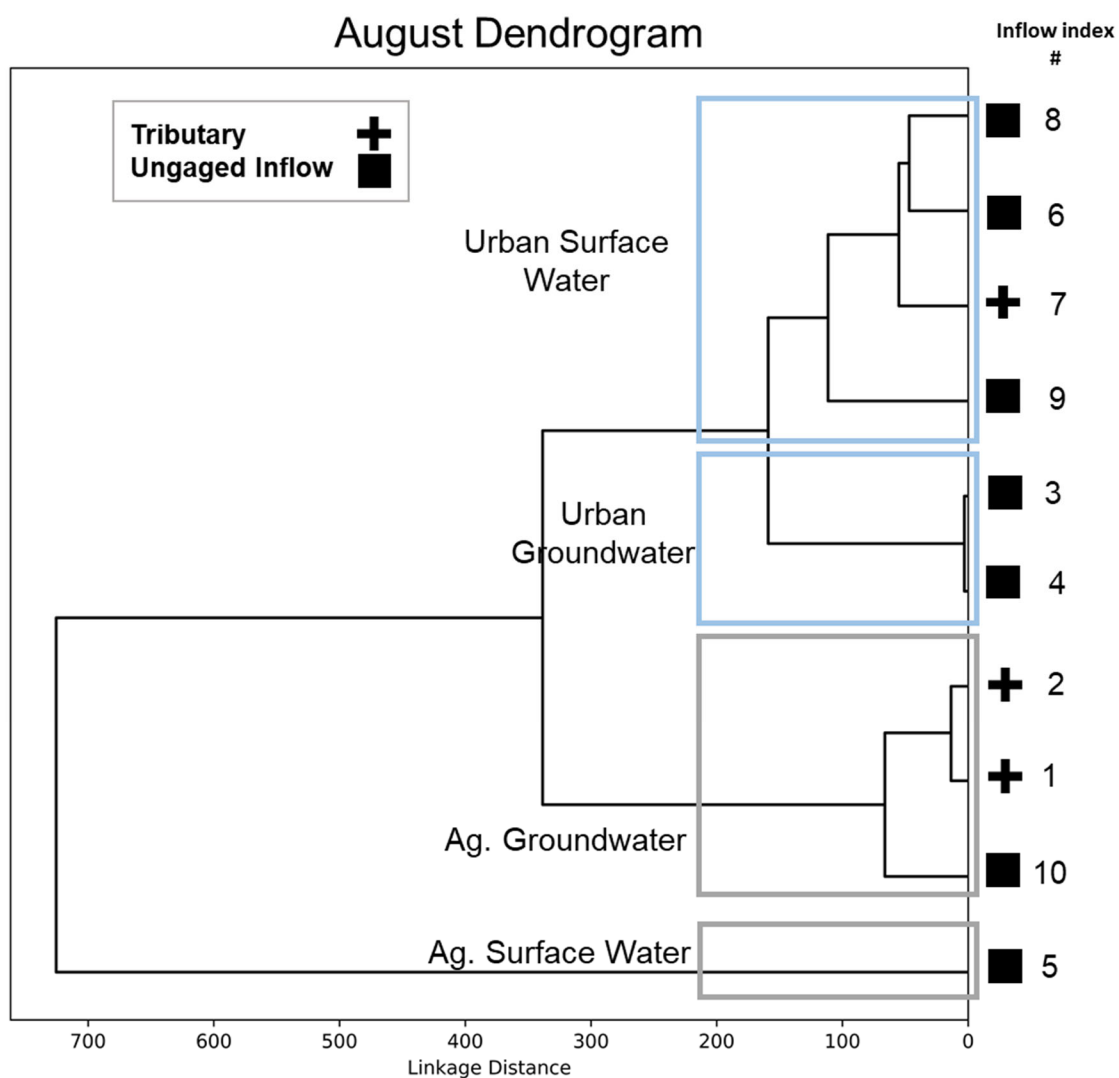 August Dendrogram
Inflow index
#
Tributary
Ungaged Inflow
8
6
Urban Surface
Water
7
9
3
Urban
Groundwater
4
2
1
Ag. Groundwater
10
Ag. Surface Water
5
700 600 500 400 300 200 100 0
Linkage Distance